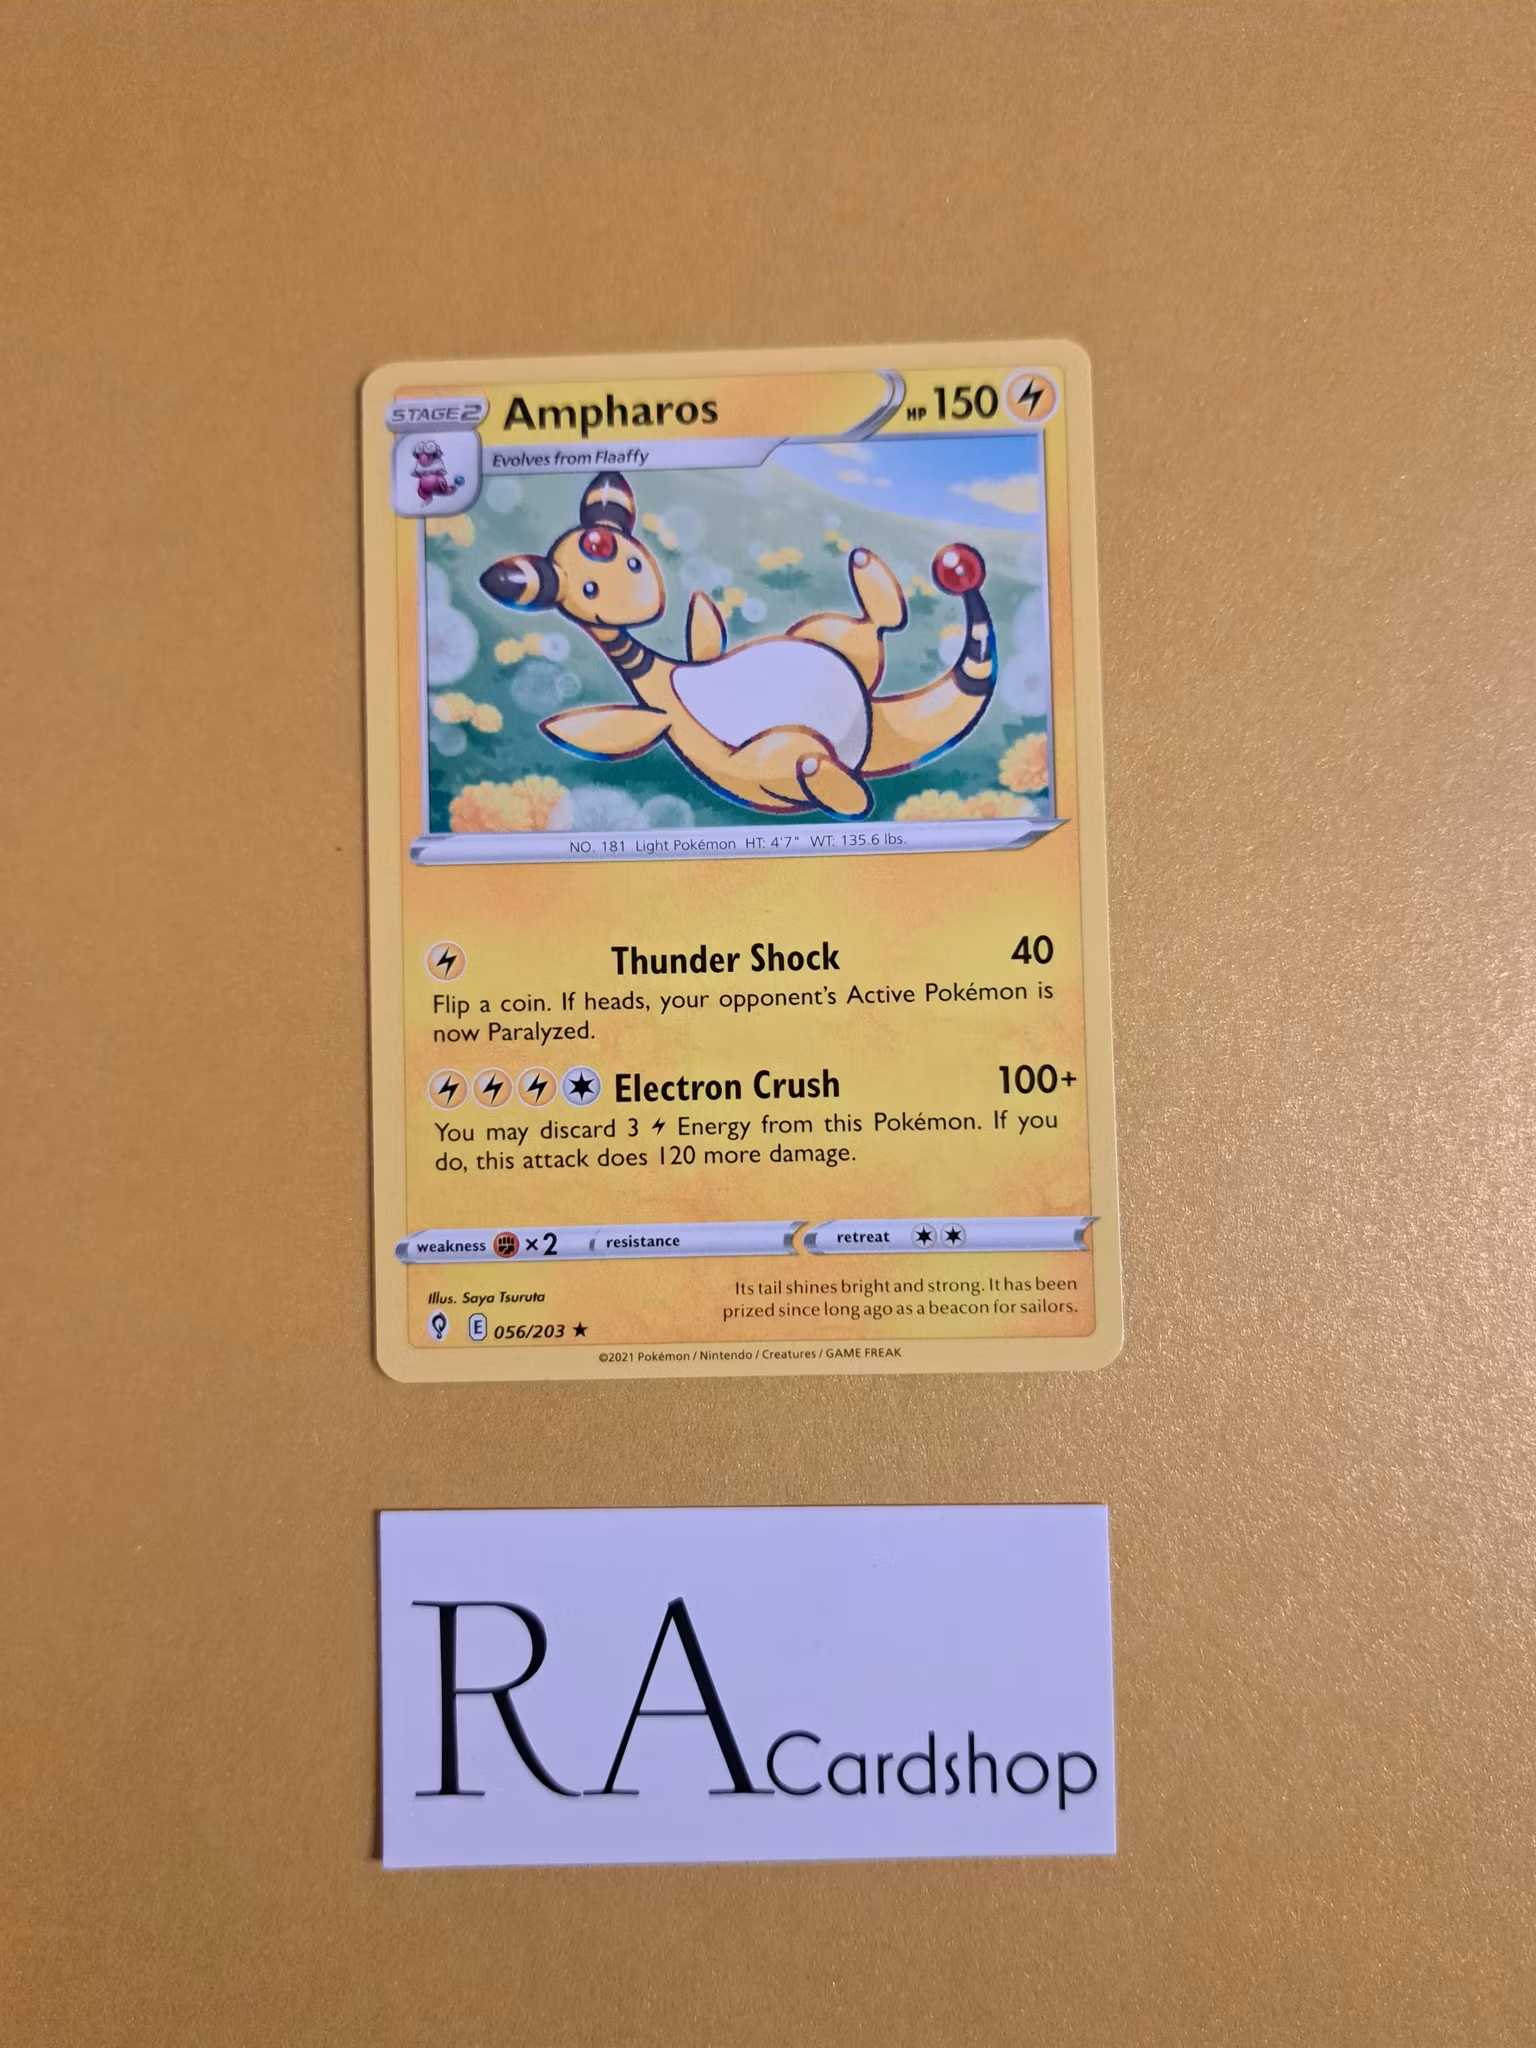 STAGE2 Ampharos HP 150
Evolves from Flaaffy
NO. 181 Light Pokémon HT: 4'7" WT: 135.6 lbs.
Thunder Shock 40
Flip a coin. If heads, your opponent's Active Pokémon is
now Paralyzed.
Electron Crush 100+
You may discard 3 Energy from this Pokémon. If you
do, this attack does 120 more damage.
weakness ×2 resistance retreat
Its tail shines bright and strong. It has been
prized since long ago as a beacon for sailors.
Illus. Saya Tsuruta
E 056/203 ★
©2021 Pokémon / Nintendo / Creatures / GAME FREAK
RA Cardshop